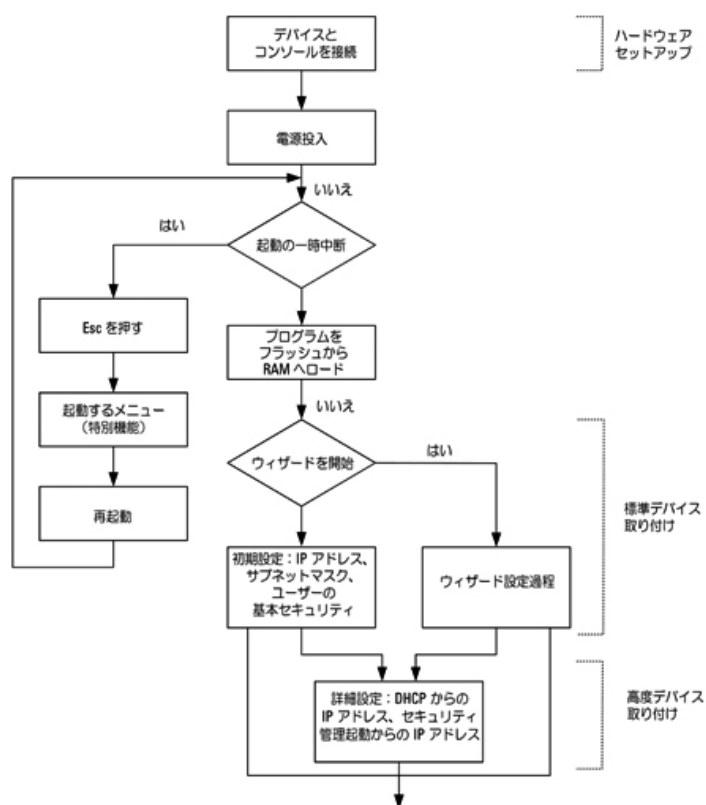 デバイスと
コンソールを接続
ハードウェア
セットアップ
電源投入
いいえ
はい
起動の一時中断
Esc を押す
プログラムを
フラッシュから
RAM へロード
起動するメニュー
(特別機能)
いいえ
はい
ウィザードを開始
再起動
標準デバイス
取り付け
初期設定:IP アドレス、
サブネットマスク、
ユーザーの
基本セキュリティ
ウィザード設定過程
詳細設定:DHCP からの
IP アドレス、セキュリティ
管理起動からの IP アドレス
高度デバイス
取り付け